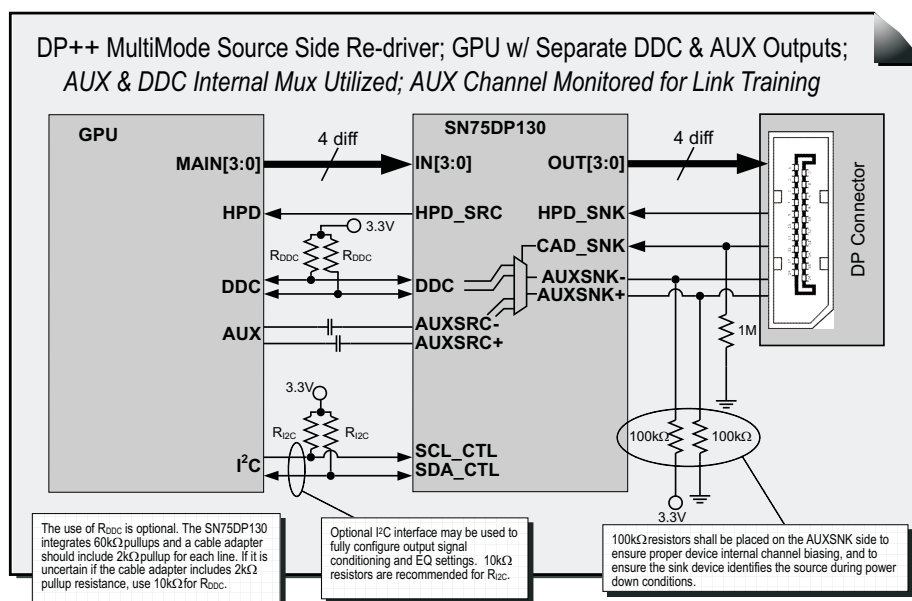 DP++ MultiMode Source Side Re-driver; GPU w/ Separate DDC & AUX Outputs;
AUX & DDC Internal Mux Utilized; AUX Channel Monitored for Link Training
GPU
SN75DP130
MAIN[3:0]
4 diff
IN[3:0]
OUT[3:0]
4 diff
HPD
HPD_SRC
HPD_SNK
3.3V
CAD_SNK
RDDC
RDDC
DDC
DDC
AUXSNK-
AUXSNK+
AUX
AUXSRC-
AUXSRC+
1M
DP Connector
3.3V
RI2C
RI2C
100kΩ
100kΩ
I2C
SCL_CTL
SDA_CTL
3.3V
The use of RDDC is optional. The SN75DP130
integrates 60kΩ pullups and a cable adapter
should include 2kΩ pullup for each line. If it is
uncertain if the cable adapter includes 2kΩ
pullup resistance, use 10kΩ for RDDC.
Optional I2C interface may be used to
fully configure output signal
conditioning and EQ settings. 10kΩ
resistors are recommended for RI2C.
100kΩ resistors shall be placed on the AUXSNK side to
ensure proper device internal channel biasing, and to
ensure the sink device identifies the source during power
down conditions.